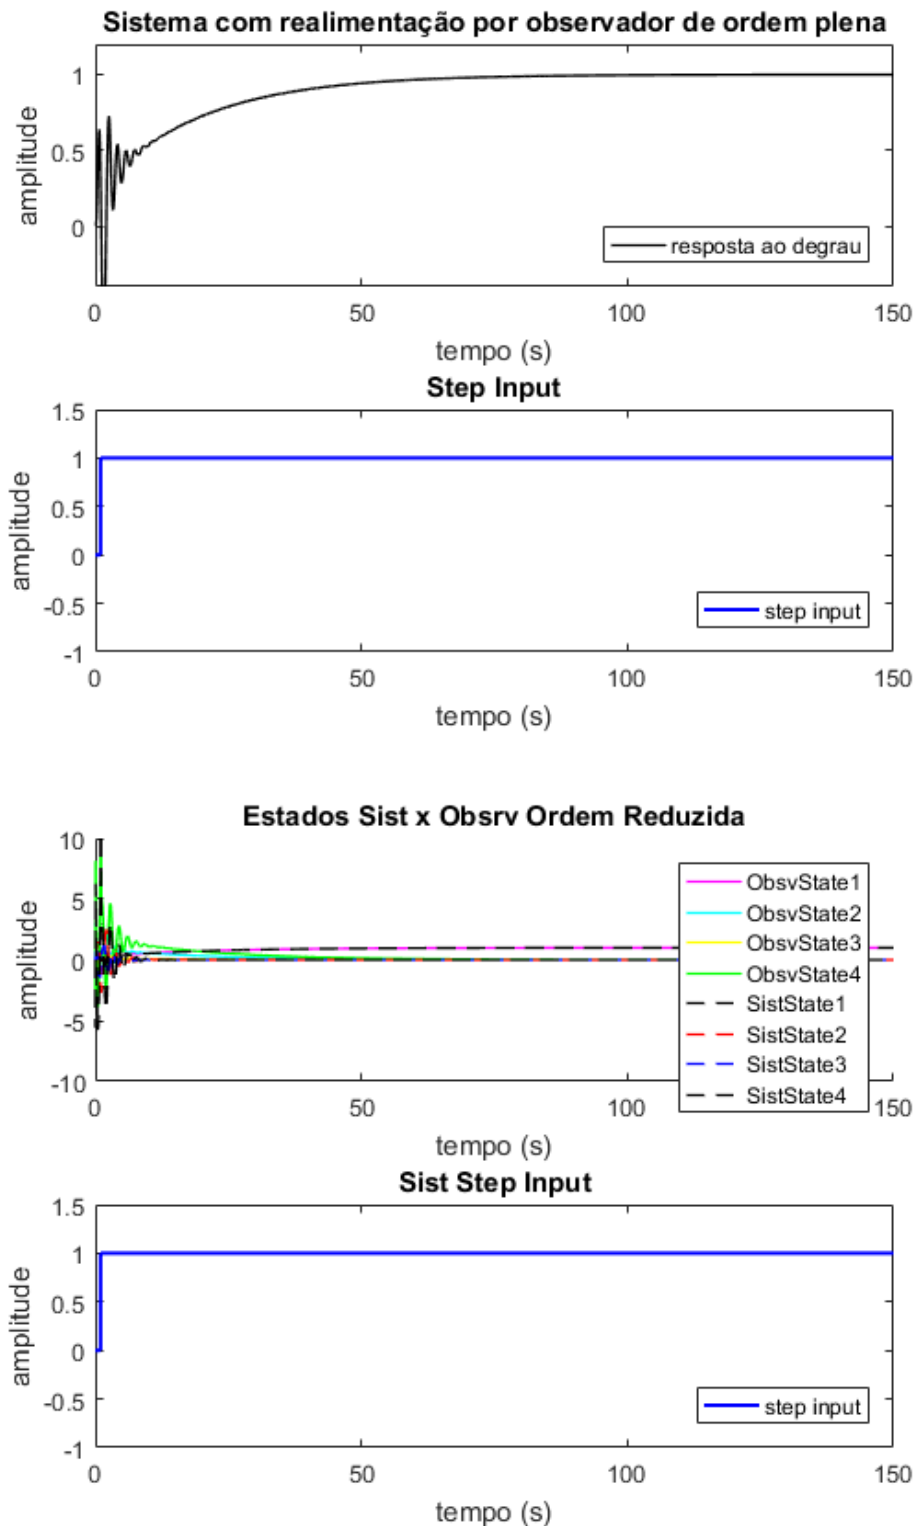 Sistema com realimentação por observador de ordem plena
1
0.5
0
amplitude
resposta ao degrau
0 50 100 150
tempo (s)
Step Input
1.5
1
0.5
0
-0.5
-1
amplitude
step input
0 50 100 150
tempo (s)
Estados Sist x Obsrv Ordem Reduzida
10
5
0
-5
-10
amplitude
ObsvState1
ObsvState2
ObsvState3
ObsvState4
SistState1
SistState2
SistState3
SistState4
0 50 100 150
tempo (s)
Sist Step Input
1.5
1
0.5
0
-0.5
-1
amplitude
step input
0 50 100 150
tempo (s)